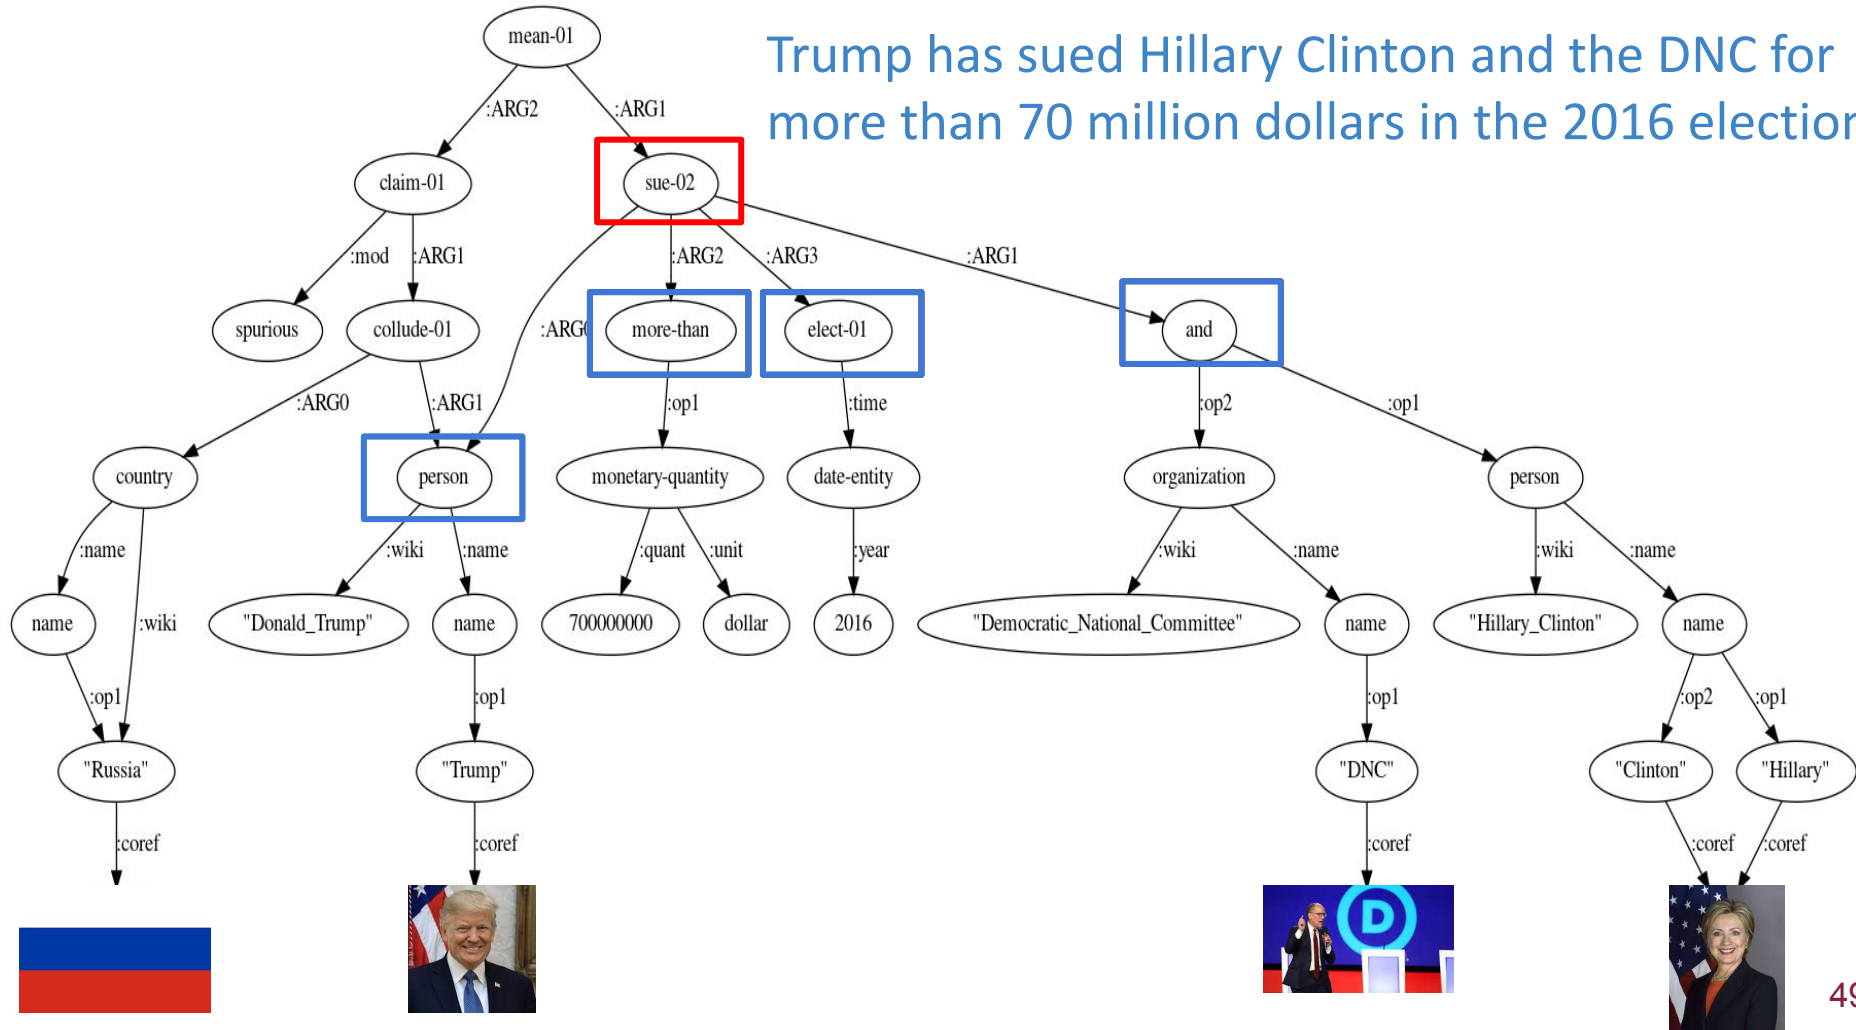 mean-01
Trump has sued Hillary Clinton and the DNC for
more than 70 million dollars in the 2016 election
:ARG2
:ARG1
claim-01
sue-02
:mod
:ARG1
:ARG2
:ARG3
:ARG1
spurious
collude-01
:ARG0
more-than
elect-01
and
:ARG0
:ARG1
:op1
:time
:op2
:op1
country
person
monetary-quantity
date-entity
organization
person
:name
:wiki
:name
:quant
:unit
:year
:wiki
:name
:wiki
:name
name
:wiki
"Donald_Trump"
name
700000000
dollar
2016
"Democratic_National_Committee"
name
"Hillary_Clinton"
name
:op1
:op1
:op1
:op2
:op1
"Russia"
"Trump"
"DNC"
"Clinton"
"Hillary"
:coref
:coref
:coref
:coref
:coref
D
49